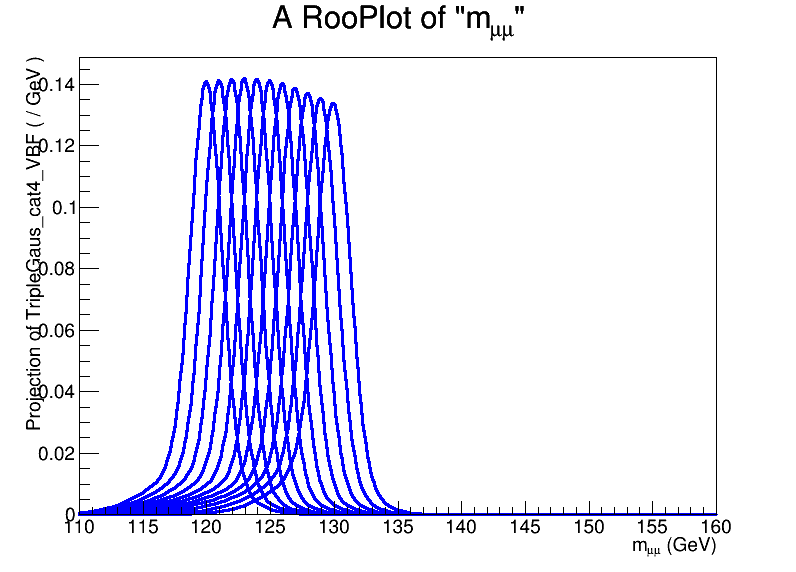 A RooPlot of "mμμ"
Projection of TripleGaus_cat4_VBF ( / GeV )
0.14
0.12
0.1
0.08
0.06
0.04
0.02
0
110 115 120 125 130 135 140 145 150 155 160
mμμ (GeV)